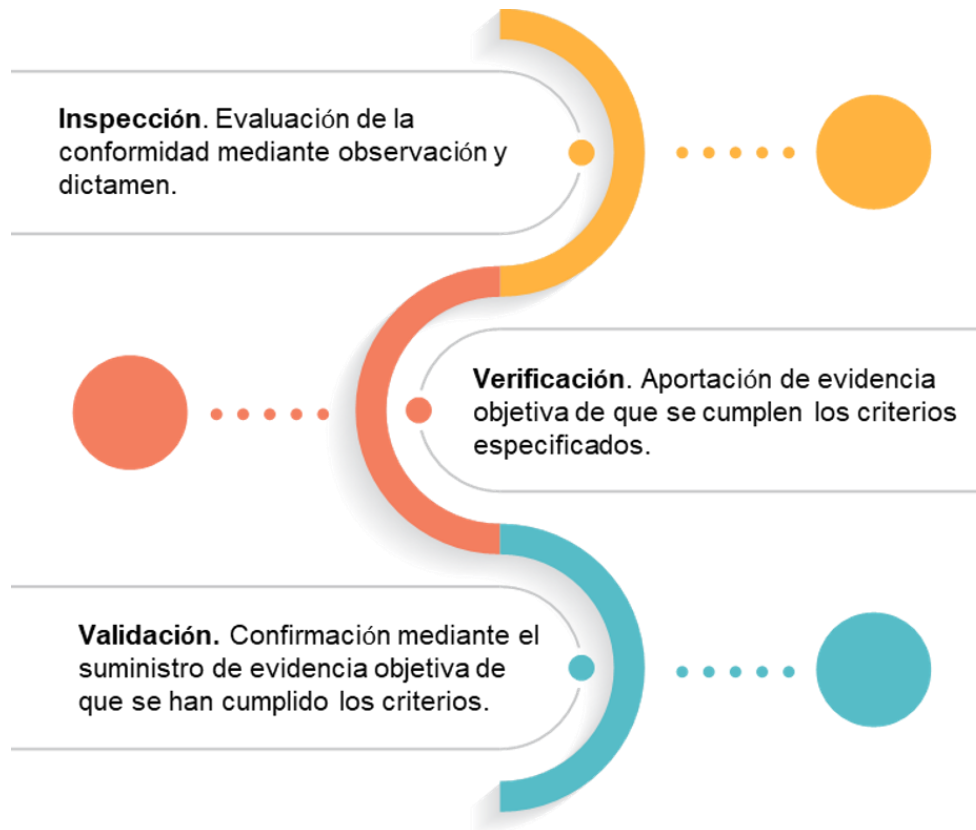 Inspección. Evaluación de la
conformidad mediante observación y
dictamen.
Verificación. Aportación de evidencia
objetiva de que se cumplen los criterios
especificados.
Validación. Confirmación mediante el
suministro de evidencia objetiva de
que se han cumplido los criterios.